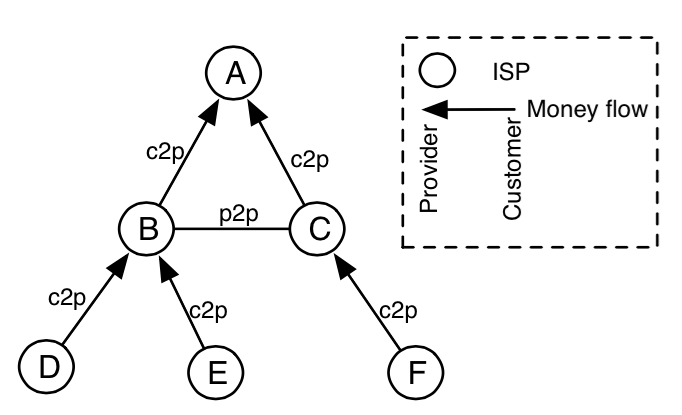 A
ISP
Money flow
Provider
Customer
c2p
c2p
p2p
B
C
c2p
c2p
c2p
D
E
F